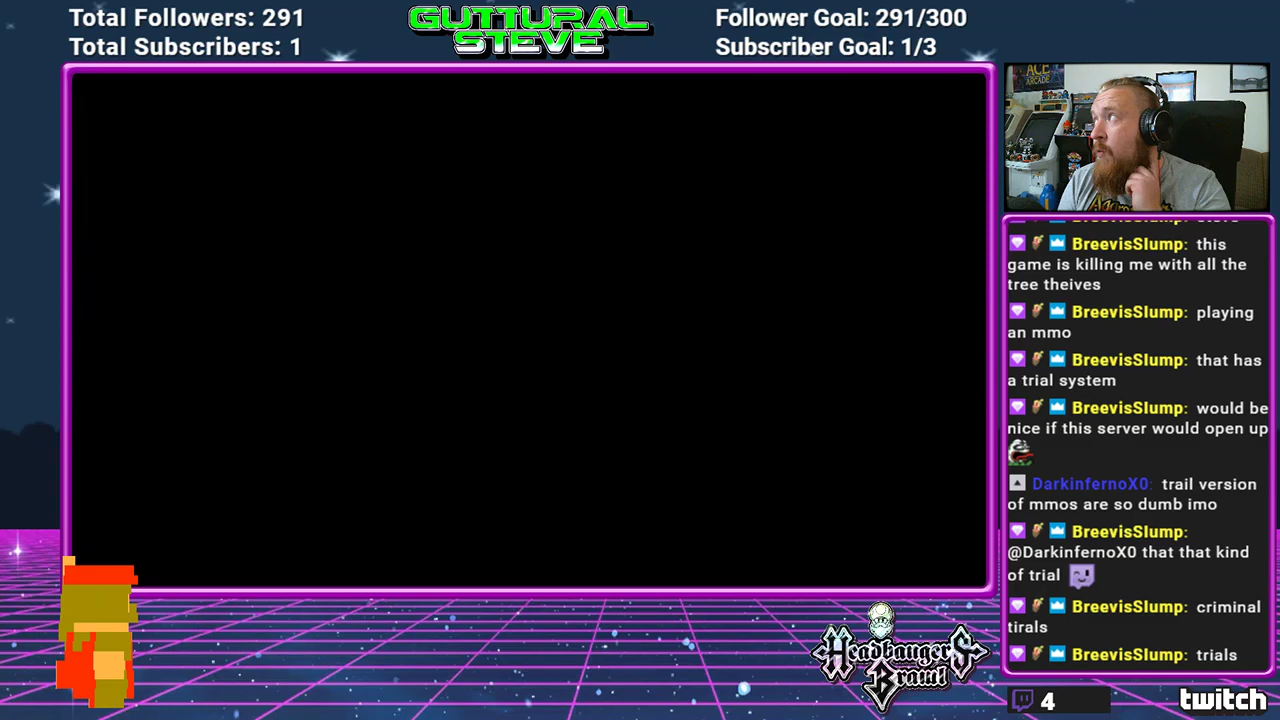 Total Followers: 291
Total Subscribers: 1
GUTTURAL
STEVE
Follower Goal: 291/300
Subscriber Goal: 1/3
ACE
ARCADE
BreevisSlump: this
game is killing me with all the
tree theives
BreevisSlump: playing
an mmo
BreevisSlump: that has
a trial system
BreevisSlump: would be
nice if this server would open up
DarkinfernoX0: trail version
of mmos are so dumb imo
BreevisSlump:
@DarkinfernoX0 that that kind
of trial
BreevisSlump: criminal
tirals
BreevisSlump: trials
Headbangers
Brawl
4
twitch